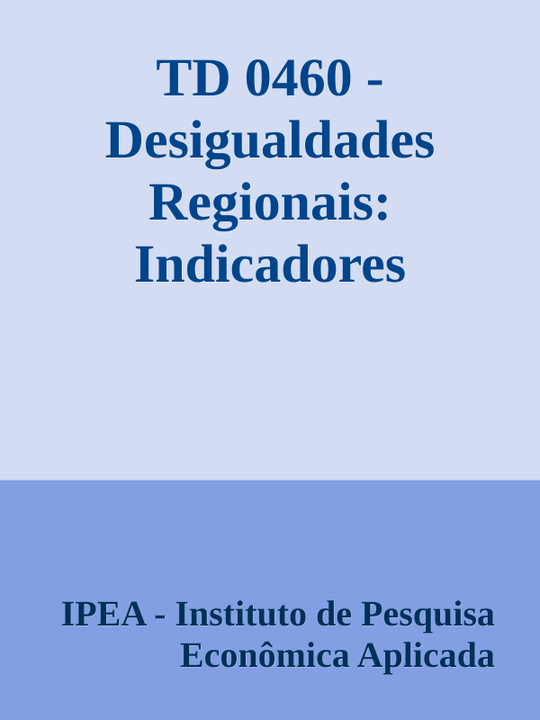 TD 0460 -
Desigualdades
Regionais:
Indicadores
IPEA - Instituto de Pesquisa
Econômica Aplicada